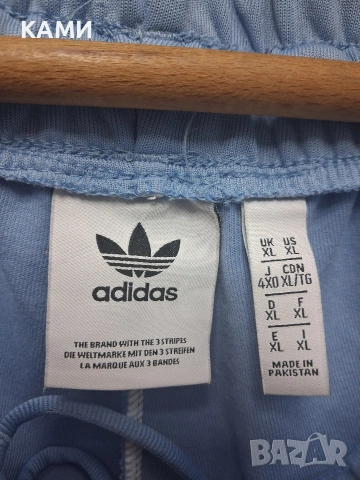 КАМИ
adidas
THE BRAND WITH THE 3 STRIPES
DIE WELTMARKE MIT DEN 3 STREIFEN
LA MARQUE AUX 3 BANDES
UK US
XL XL
J CDN
4XO XL/TG
D F
XL XL
E I
XL XL
MADE IN
PAKISTAN
BAZAR